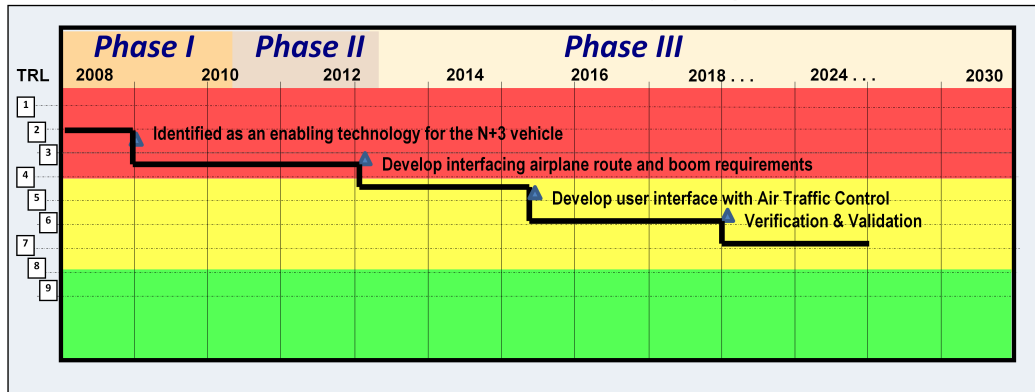 Phase I Phase II Phase III
TRL 2008 2010 2012 2014 2016 2018 . . . 2024 . . . 2030
1
2 Identified as an enabling technology for the N+3 vehicle
3 Develop interfacing airplane route and boom requirements
4
5 Develop user interface with Air Traffic Control
6 Verification & Validation
7
8
9